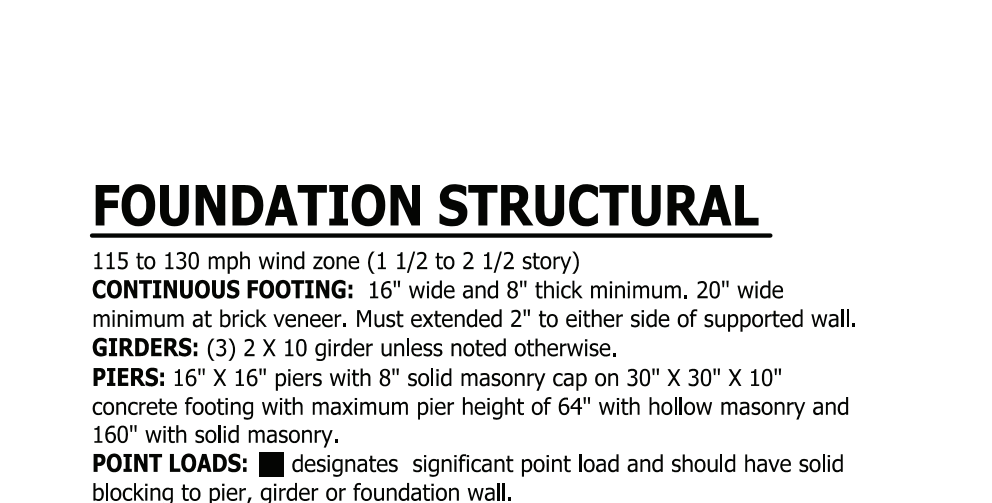 FOUNDATION STRUCTURAL
115 to 130 mph wind zone (1 1/2 to 2 1/2 story)
CONTINUOUS FOOTING: 16" wide and 8" thick minimum. 20" wide
minimum at brick veneer. Must extended 2" to either side of supported wall.
GIRDERS: (3) 2 X 10 girder unless noted otherwise.
PIERS: 16" X 16" piers with 8" solid masonry cap on 30" X 30" X 10"
concrete footing with maximum pier height of 64" with hollow masonry and
160" with solid masonry.
POINT LOADS: ■ designates significant point load and should have solid
blocking to pier, girder or foundation wall.